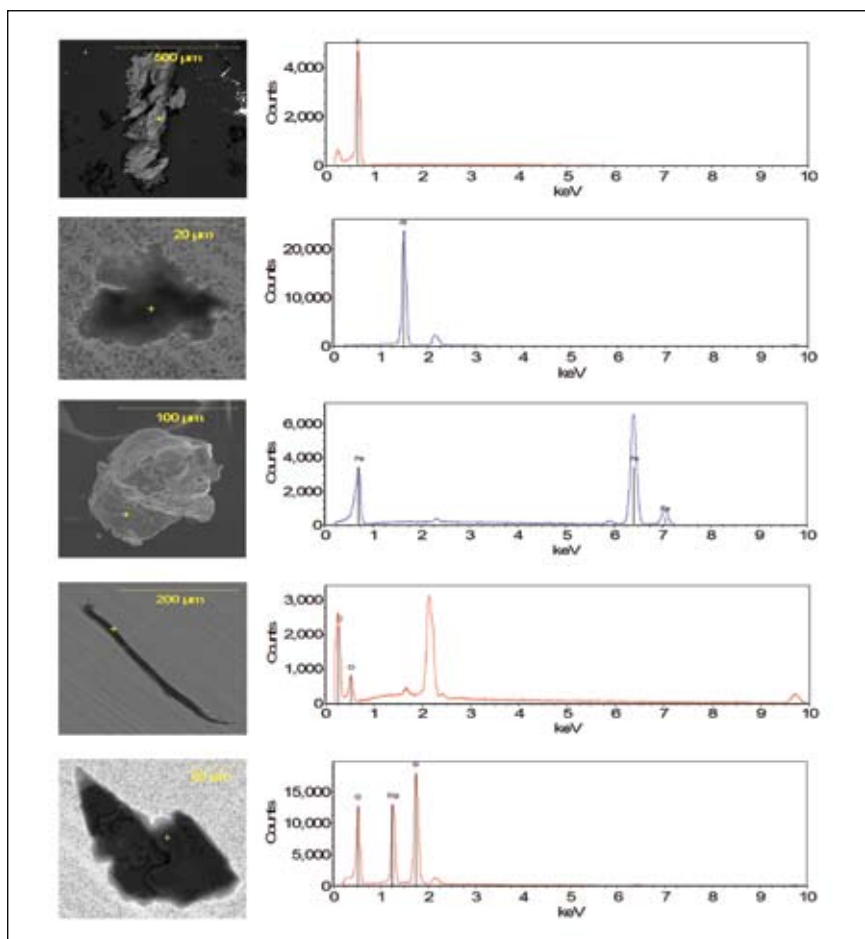 500 µm
4,000
2,000
0
Counts
0 1 2 3 4 5 6 7 8 9 10
keV
20 µm
20,000
10,000
0
Counts
0 1 2 3 4 5 6 7 8 9 10
keV
100 µm
6,000
4,000
2,000
0
Counts
Fe
Fe
0 1 2 3 4 5 6 7 8 9 10
keV
200 µm
3,000
2,000
1,000
0
Counts
O
0 1 2 3 4 5 6 7 8 9 10
keV
µm
15,000
10,000
5,000
0
Counts
0 1 2 3 4 5 6 7 8 9 10
keV